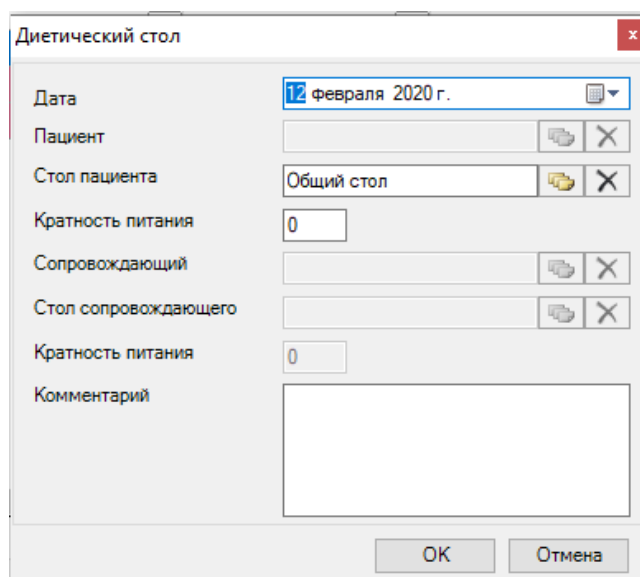 Диетический стол
x
Дата 12 февраля 2020 г.
Пациент
Стол пациента Общий стол
Кратность питания 0
Сопровождающий
Стол сопровождающего
Кратность питания 0
Комментарий
OK Отмена